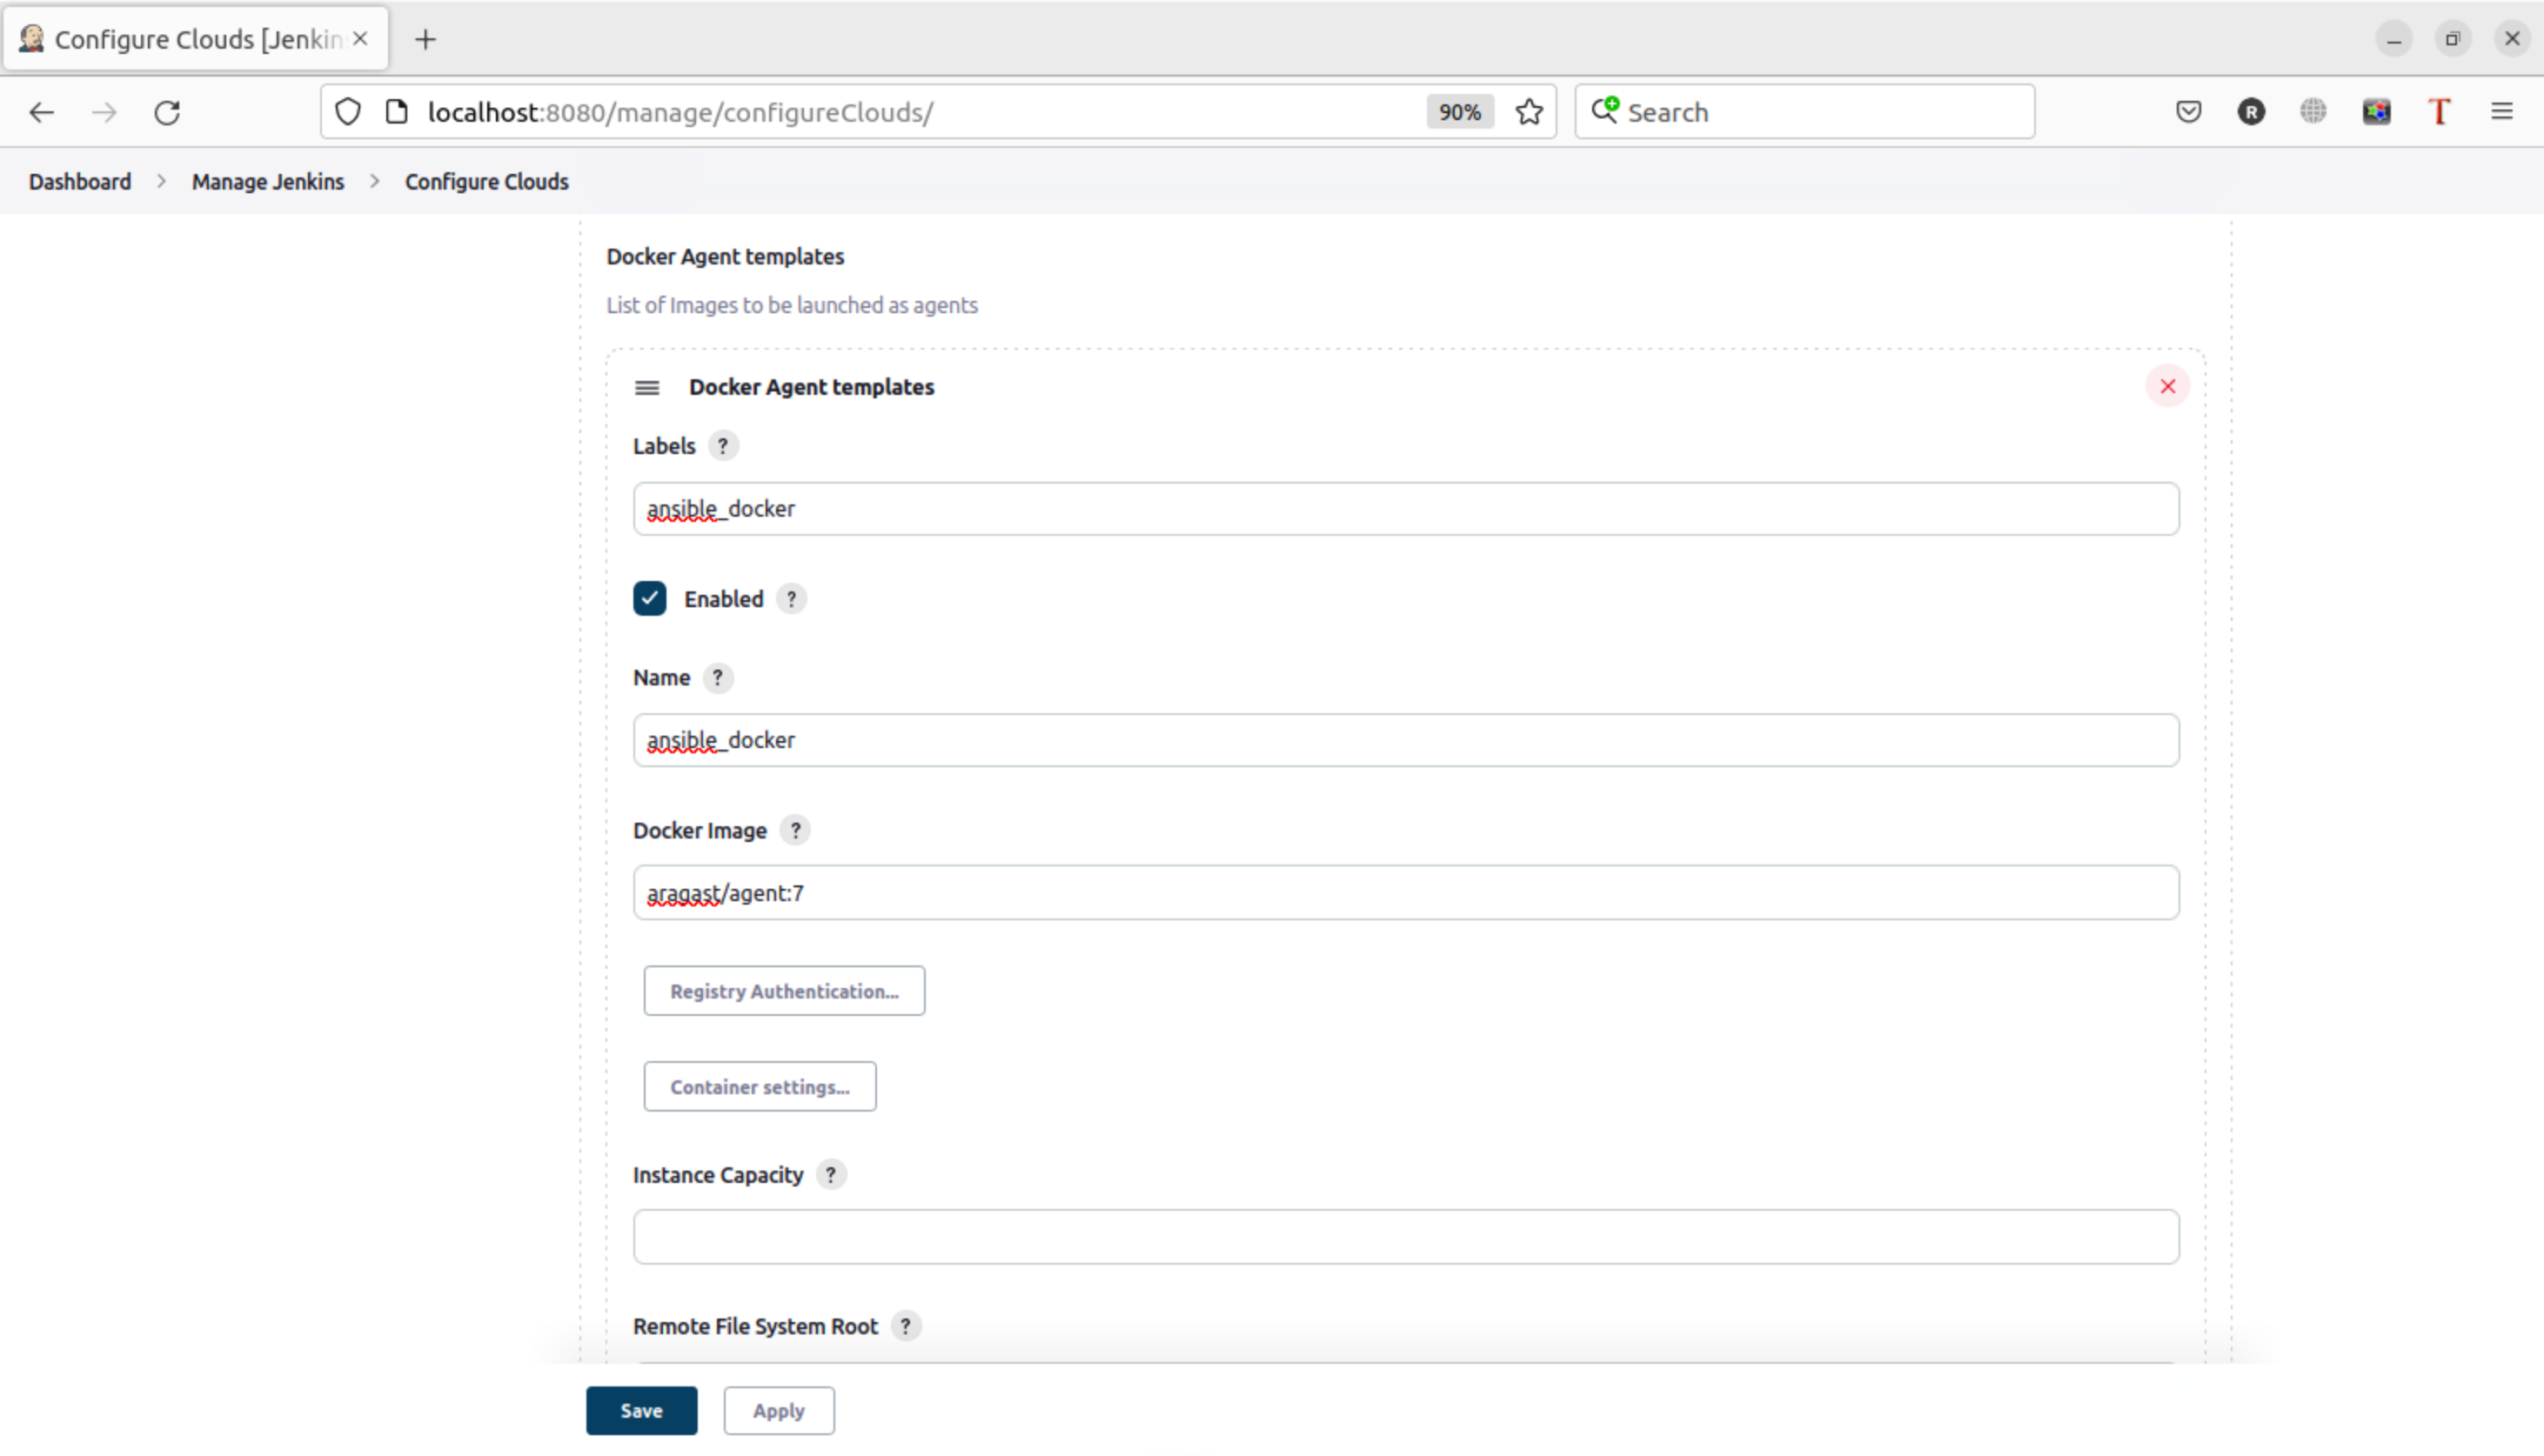 Configure Clouds [Jenkin
localhost:8080/manage/configureClouds/
90%
Search
R
T
Dashboard > Manage Jenkins > Configure Clouds
Docker Agent templates
List of Images to be launched as agents
Docker Agent templates
Labels ?
ansible_docker
Enabled ?
Name ?
ansible_docker
Docker Image ?
aragast/agent:7
Registry Authentication...
Container settings...
Instance Capacity ?
Remote File System Root ?
Save
Apply